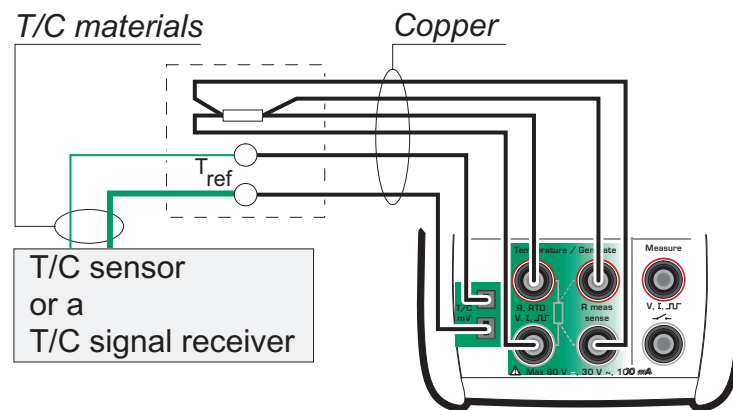 T/C materials
Copper
T
ref
T/C sensor
or a
T/C signal receiver
Temperature / Generate
Measure
T/C
mV
R, RTD
V, I,
R meas
sense
V, I,
Max 60 V ⎓, 30 V ~, 100 mA